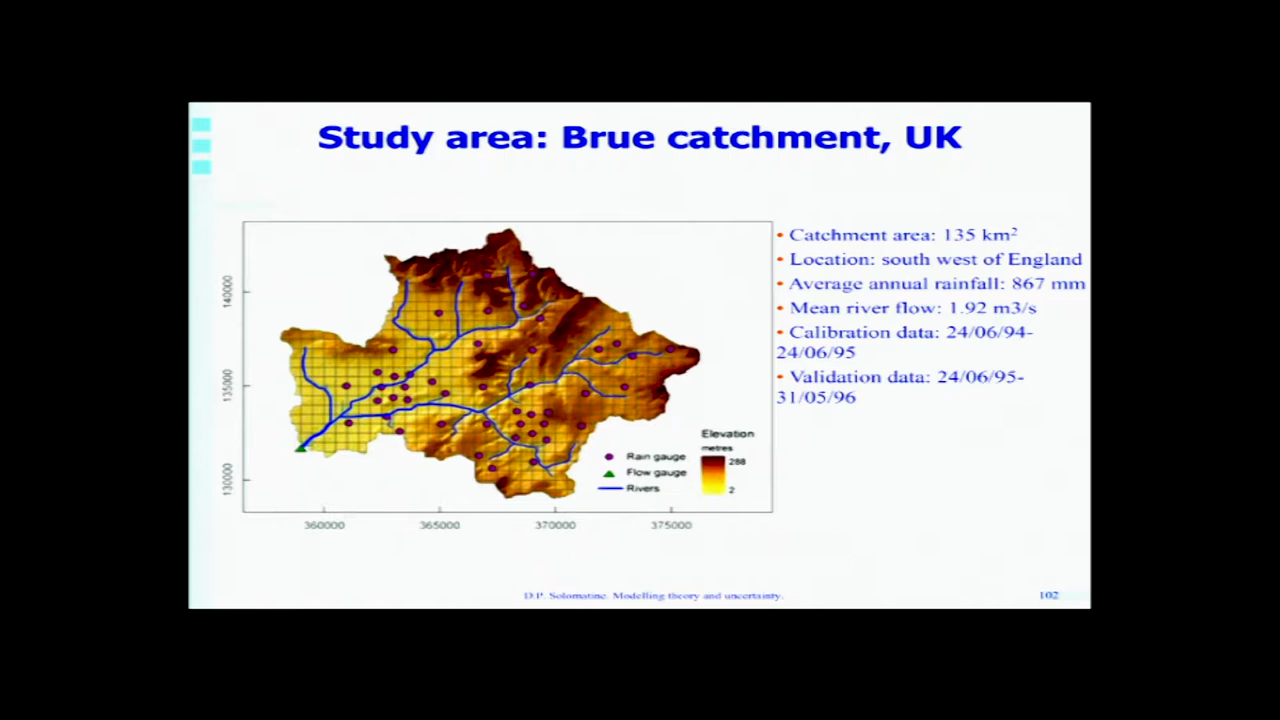 Study area: Brue catchment, UK
• Catchment area: 135 km²
• Location: south west of England
• Average annual rainfall: 867 mm
• Mean river flow: 1.92 m3/s
• Calibration data: 24/06/94-
24/06/95
• Validation data: 24/06/95-
31/05/96
140000
135000
130000
360000
365000
370000
375000
Rain gauge
Flow gauge
Rivers
Elevation
metres
288
2
D.P. Solomatine. Modelling theory and uncertainty.
102